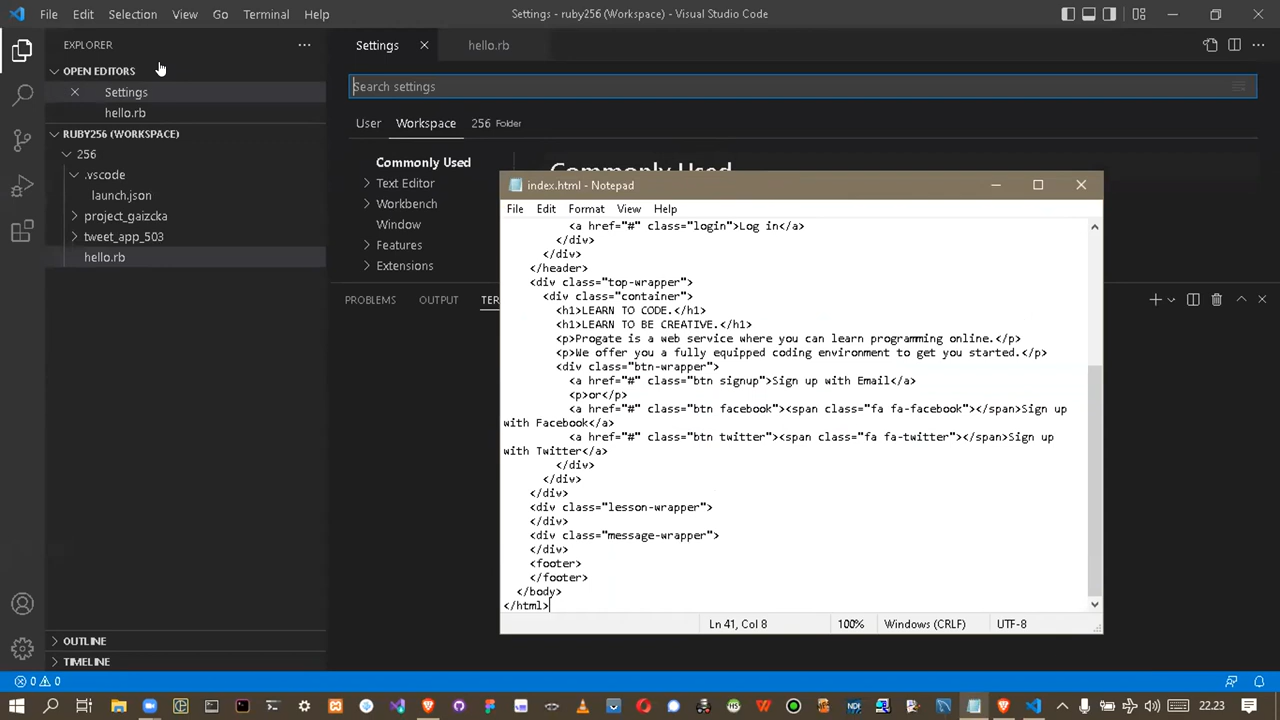 File Edit Selection View Go Terminal Help
Settings - ruby256 (Workspace) - Visual Studio Code
EXPLORER
OPEN EDITORS
Settings
hello.rb
RUBY256 (WORKSPACE)
256
.vscode
launch.json
project_gaizcka
tweet_app_503
hello.rb
OUTLINE
TIMELINE
Settings hello.rb
Search settings
User Workspace 256 Folder
Commonly Used
Text Editor
Workbench
Window
Features
Extensions
Commonly Used
PROBLEMS OUTPUT TER
index.html - Notepad
File Edit Format View Help
<a href="#" class="login">Log in</a>
</div>
</div>
</header>
<div class="top-wrapper">
<div class="container">
<h1>LEARN TO CODE.</h1>
<h1>LEARN TO BE CREATIVE.</h1>
<p>Progate is a web service where you can learn programming online.</p>
<p>We offer you a fully equipped coding environment to get you started.</p>
<div class="btn-wrapper">
<a href="#" class="btn signup">Sign up with Email</a>
<p>or</p>
<a href="#" class="btn facebook"><span class="fa fa-facebook"></span>Sign up
with Facebook</a>
<a href="#" class="btn twitter"><span class="fa fa-twitter"></span>Sign up
with Twitter</a>
</div>
</div>
</div>
<div class="lesson-wrapper">
</div>
<div class="message-wrapper">
</div>
<footer>
</footer>
</body>
</html>
Ln 41, Col 8 100% Windows (CRLF) UTF-8
0 0
22.23